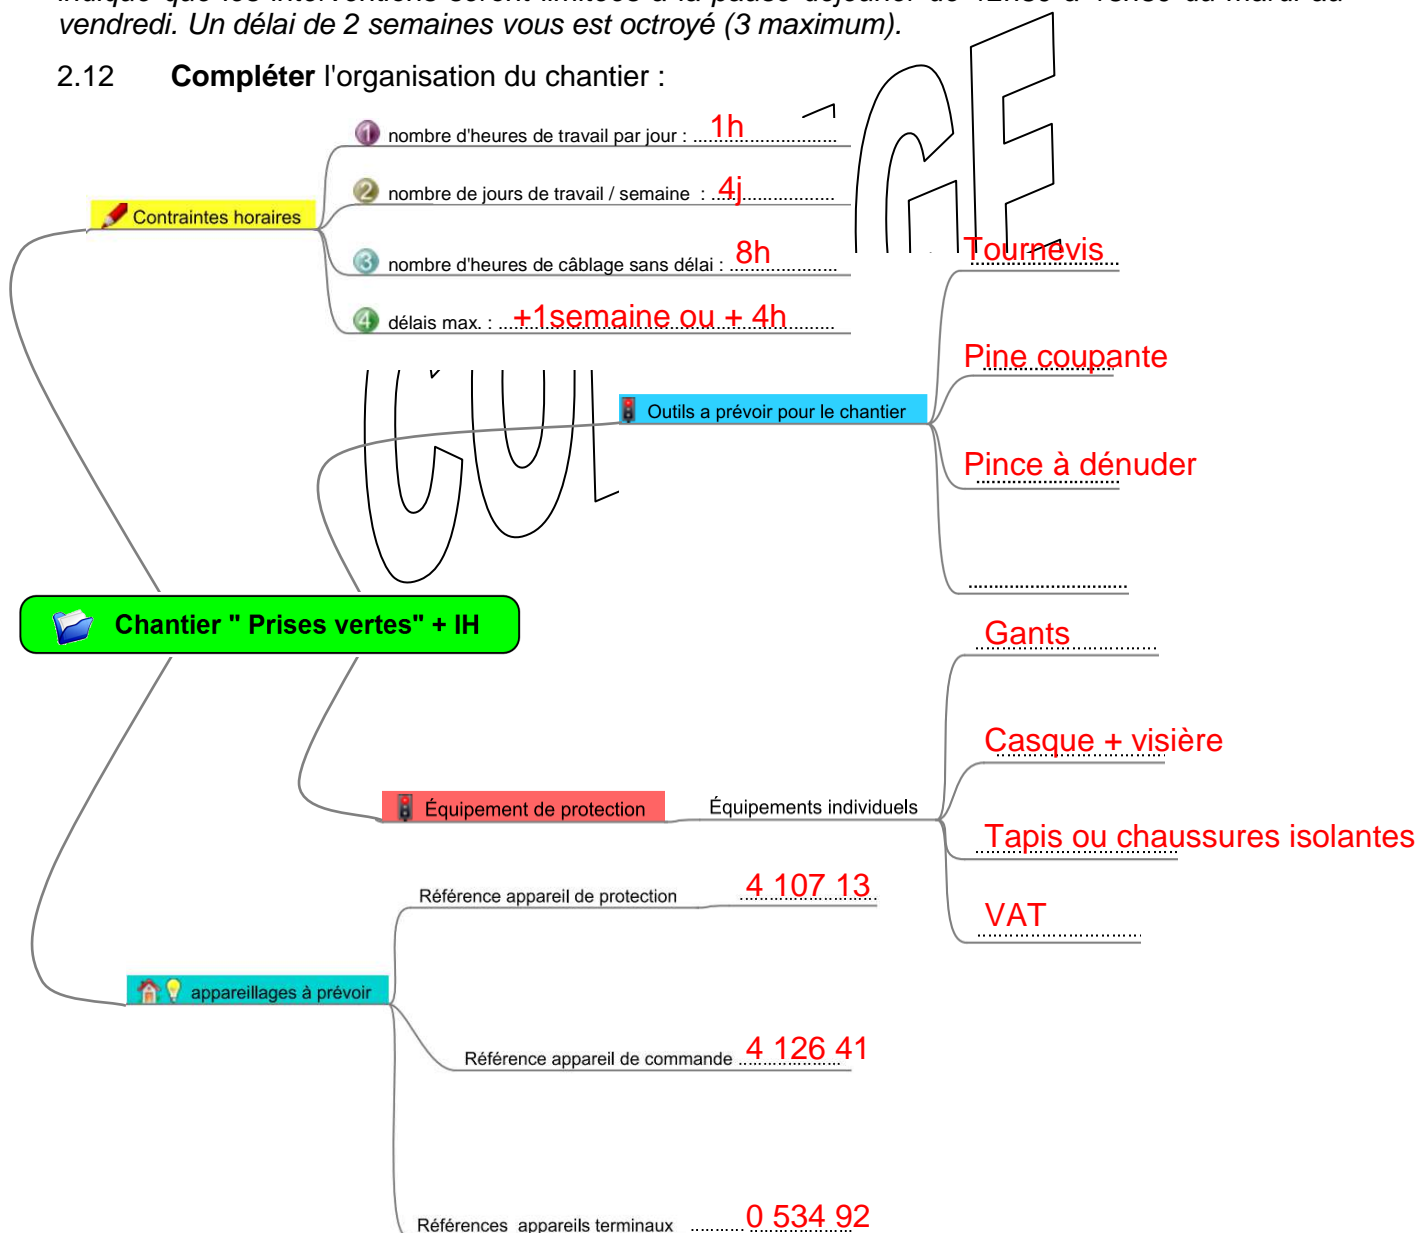 vendredi. Un délai de 2 semaines vous est octroyé (3 maximum).
2.12 Compléter l'organisation du chantier :
1 nombre d'heures de travail par jour : 1h
2 nombre de jours de travail / semaine : 4j
Contraintes horaires
3 nombre d'heures de câblage sans délai : 8h
4 délais max. : +1semaine ou + 4h
Tournevis
Pine coupante
Outils a prévoir pour le chantier
Pince à dénuder
Chantier " Prises vertes" + IH
Gants
Casque + visière
Équipement de protection
Équipements individuels
Tapis ou chaussures isolantes
VAT
Référence appareil de protection 4 107 13
appareillages à prévoir
Référence appareil de commande 4 126 41
Références appareils terminaux 0 534 92